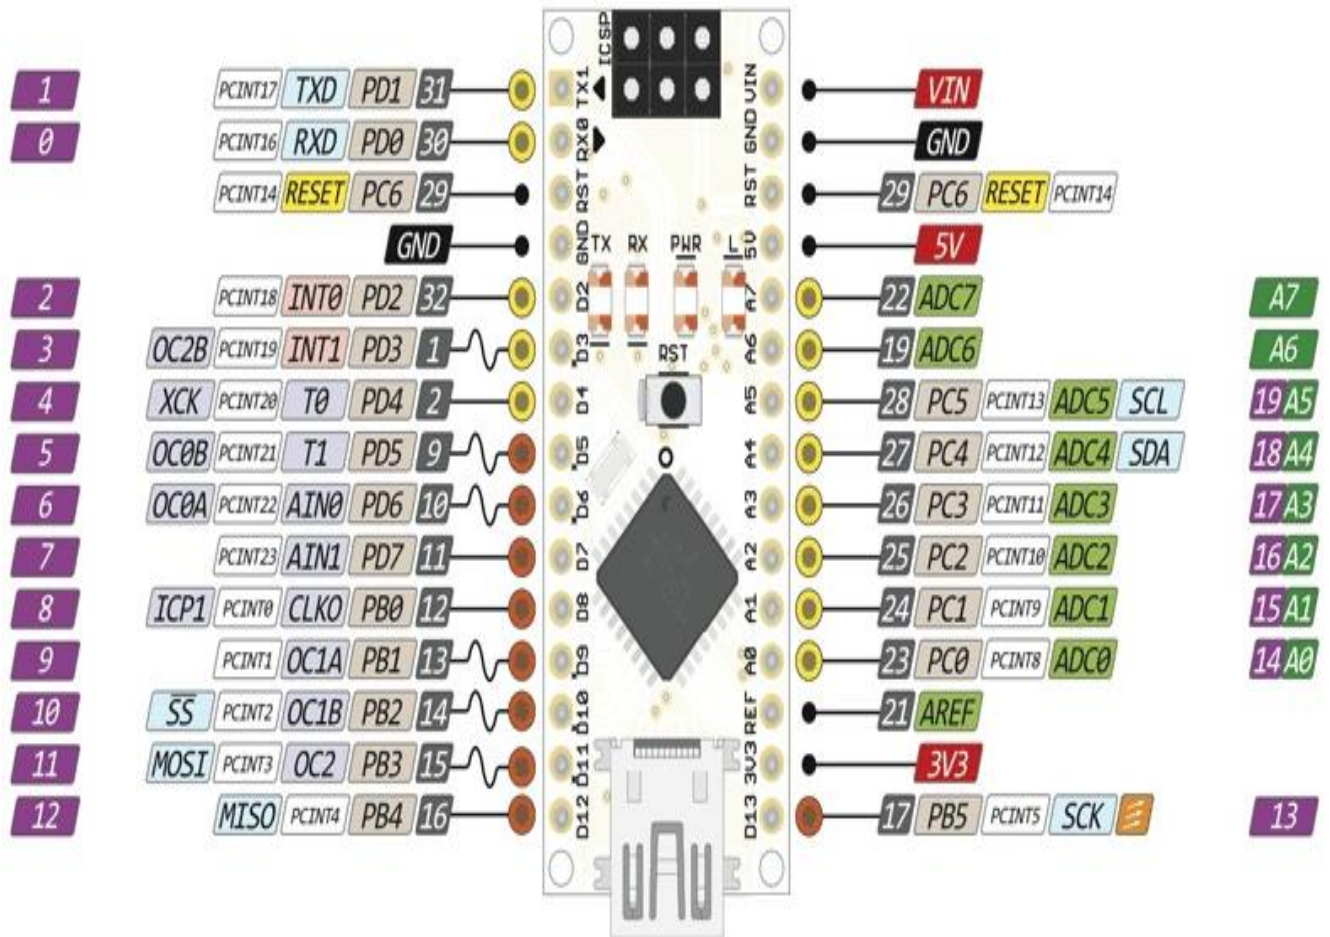 ICSP
1 PCINT17 TXD PD1 31 TX1 VIN VIN
0 PCINT16 RXD PD0 30 RX0 GND GND
PCINT14 RESET PC6 29 RST RST 29 PC6 RESET PCINT14
GND GND TX RX PWR L 5V 5V
2 PCINT18 INT0 PD2 32 D2 A7 22 ADC7 A7
3 OC2B PCINT19 INT1 PD3 1 D3 RST A6 19 ADC6 A6
4 XCK PCINT20 T0 PD4 2 D4 A5 28 PC5 PCINT13 ADC5 SCL 19 A5
5 OC0B PCINT21 T1 PD5 9 D5 A4 27 PC4 PCINT12 ADC4 SDA 18 A4
6 OC0A PCINT22 AIN0 PD6 10 D6 A3 26 PC3 PCINT11 ADC3 17 A3
7 PCINT23 AIN1 PD7 11 D7 A2 25 PC2 PCINT10 ADC2 16 A2
8 ICP1 PCINT0 CLKO PB0 12 D8 A1 24 PC1 PCINT9 ADC1 15 A1
9 PCINT1 OC1A PB1 13 D9 A0 23 PC0 PCINT8 ADC0 14 A0
10 SS PCINT2 OC1B PB2 14 D10 REF 21 AREF
11 MOSI PCINT3 OC2 PB3 15 D11 3V3 3V3
12 MISO PCINT4 PB4 16 D12 D13 17 PB5 PCINT5 SCK 13